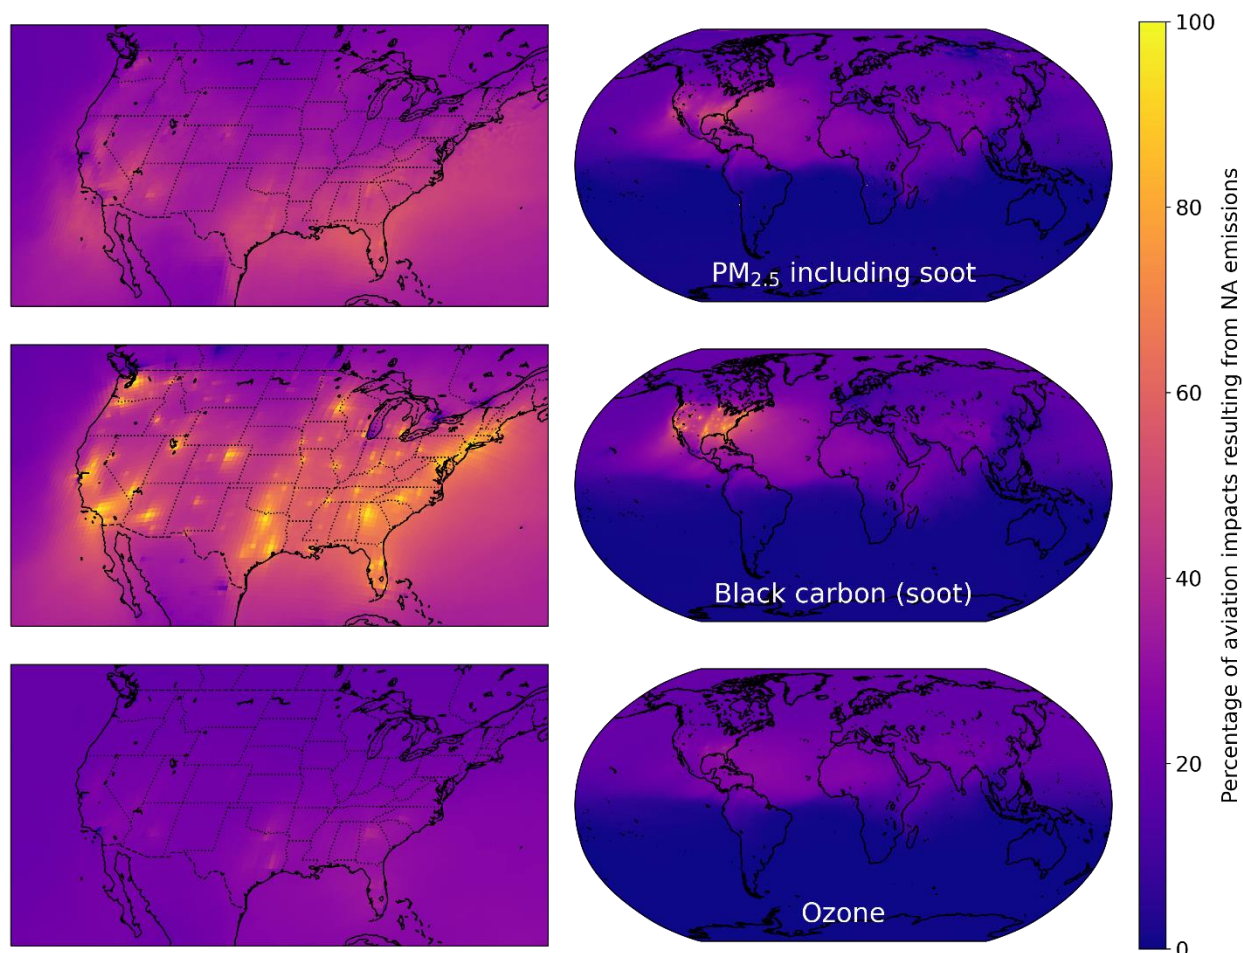 PM₂.₅ including soot
Black carbon (soot)
Ozone
100
80
60
40
20
0
Percentage of aviation impacts resulting from NA emissions